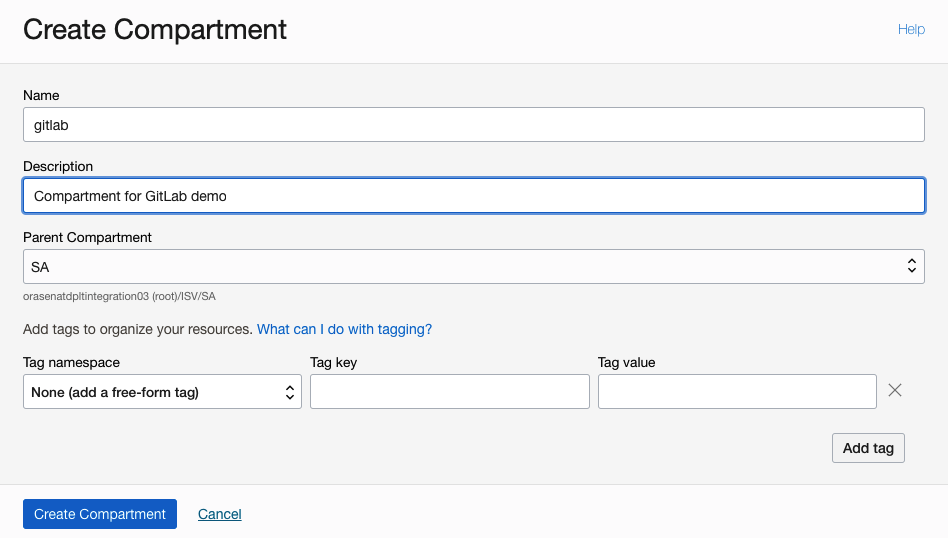 Create Compartment
Help
Name
gitlab
Description
Compartment for GitLab demo
Parent Compartment
SA
orasenatdpltintegration03 (root)/ISV/SA
Add tags to organize your resources. What can I do with tagging?
Tag namespace Tag key Tag value
None (add a free-form tag)
Add tag
Create Compartment Cancel